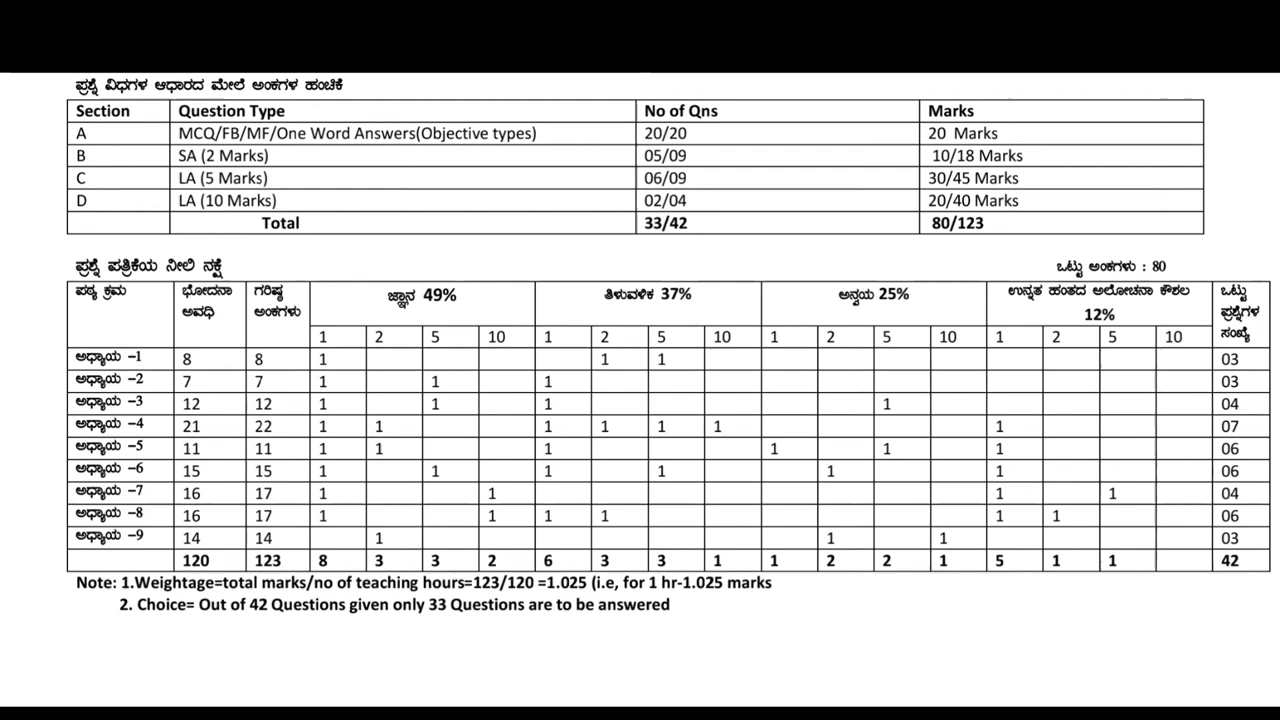 ಪ್ರಶ್ನೆ ವಿಧಗಳ ಆಧಾರದ ಮೇಲೆ ಅಂಕಗಳ ಹಂಚಿಕೆ
Section Question Type No of Qns Marks
A MCQ/FB/MF/One Word Answers(Objective types) 20/20 20 Marks
B SA (2 Marks) 05/09 10/18 Marks
C LA (5 Marks) 06/09 30/45 Marks
D LA (10 Marks) 02/04 20/40 Marks
Total 33/42 80/123
ಪ್ರಶ್ನೆ ಪತ್ರಿಕೆಯ ನೀಲಿ ನಕ್ಷೆ ಒಟ್ಟು ಅಂಕಗಳು : 80
ಪಠ್ಯ ಕ್ರಮ ಭೋದನಾ ಅವಧಿ ಗರಿಷ್ಠ ಅಂಕಗಳು ಜ್ಞಾನ 49% ತಿಳುವಳಿಕ 37% ಅನ್ವಯ 25% ಉನ್ನತ ಹಂತದ ಅಲೋಚನಾ ಕೌಶಲ 12% ಒಟ್ಟು ಪ್ರಶ್ನೆಗಳ ಸಂಖ್ಯೆ
1 2 5 10 1 2 5 10 1 2 5 10 1 2 5 10
ಅಧ್ಯಾಯ –1 8 8 1 1 1 03
ಅಧ್ಯಾಯ –2 7 7 1 1 1 03
ಅಧ್ಯಾಯ –3 12 12 1 1 1 1 04
ಅಧ್ಯಾಯ –4 21 22 1 1 1 1 1 1 1 07
ಅಧ್ಯಾಯ –5 11 11 1 1 1 1 1 1 06
ಅಧ್ಯಾಯ –6 15 15 1 1 1 1 1 1 06
ಅಧ್ಯಾಯ –7 16 17 1 1 1 1 04
ಅಧ್ಯಾಯ –8 16 17 1 1 1 1 1 1 06
ಅಧ್ಯಾಯ –9 14 14 1 1 1 03
120 123 8 3 3 2 6 3 3 1 1 2 2 1 5 1 1 42
Note: 1.Weightage=total marks/no of teaching hours=123/120 =1.025 (i.e, for 1 hr-1.025 marks
2. Choice= Out of 42 Questions given only 33 Questions are to be answered